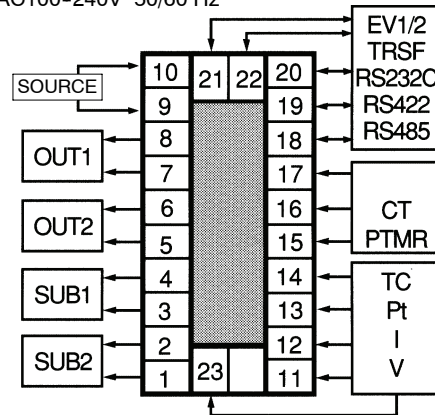 AC100-240V 50/60 Hz
EV1/2
TRSF
RS232C
RS422
RS485
SOURCE
10
21
22
20
9
19
8
18
OUT1
7
17
6
16
CT
OUT2
5
15
PTMR
4
14
TC
SUB1
3
13
Pt
2
12
I
SUB2
1
23
11
V